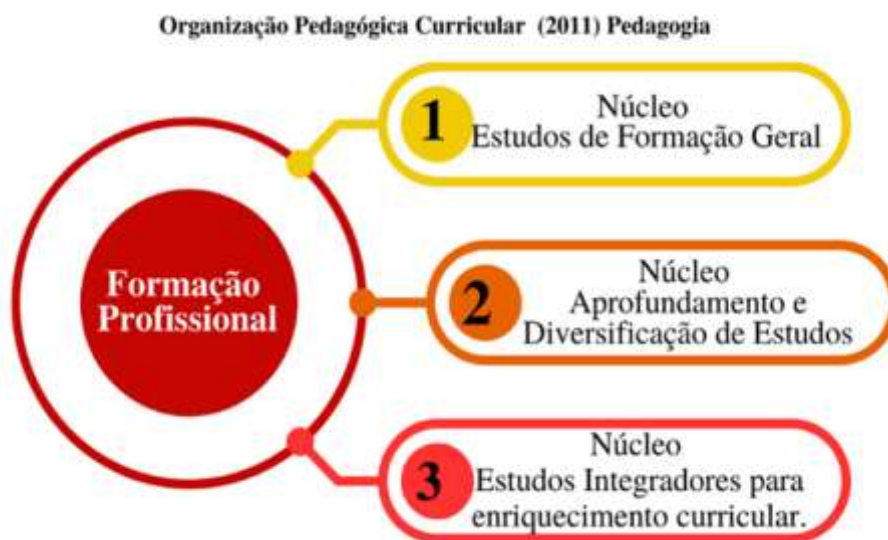 Organização Pedagógica Curricular (2011) Pedagogia
Formação
Profissional
1
Núcleo
Estudos de Formação Geral
2
Núcleo
Aprofundamento e
Diversificação de Estudos
3
Núcleo
Estudos Integradores para
enriquecimento curricular.